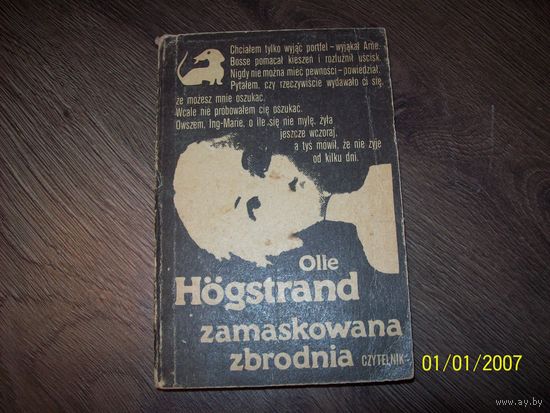 Chciałem tylko wyjąć portfel – wyjąkał Arne.
Bosse pomacał kieszeń i rozluźnił uścisk.
Nigdy nie można mieć pewności – powiedział.
Pytałem, czy rzeczywiście wydawało ci się,
że możesz mnie oszukać.
Wcale nie próbowałem cię oszukać.
Owszem, Ing-Marie, o ile się nie mylę, żyła
jeszcze wczoraj,
a tyś mówił, że nie żyje
od kilku dni.
Olle
Högstrand
zamaskowana
zbrodnia CZYTELNIK
01/01/2007
www.ay.by